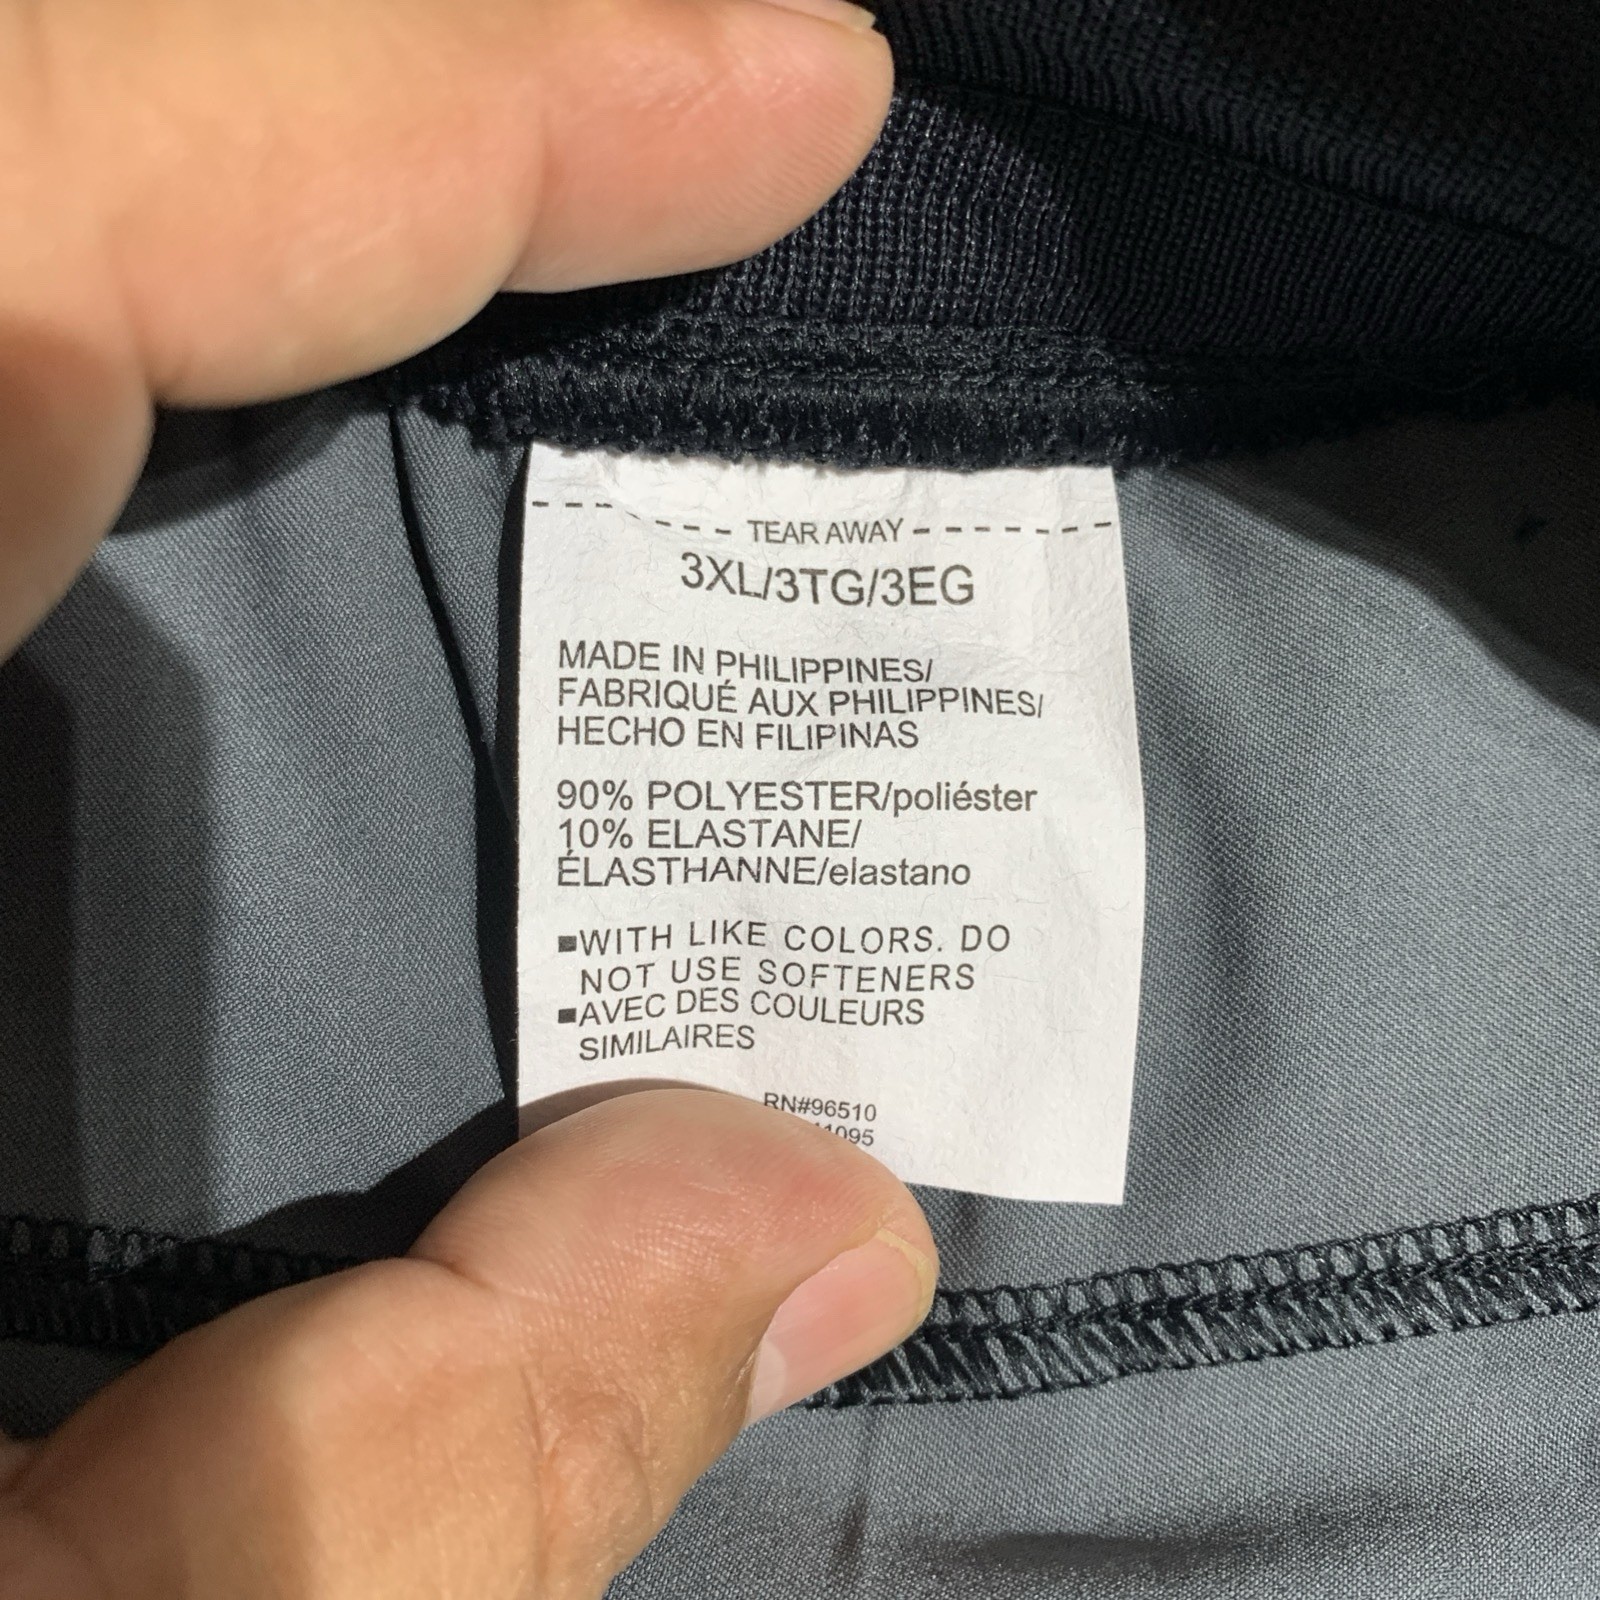 TEAR AWAY
3XL/3TG/3EG
MADE IN PHILIPPINES/
FABRIQUÉ AUX PHILIPPINES/
HECHO EN FILIPINAS
90% POLYESTER/poliéster
10% ELASTANE/
ÉLASTHANNE/elastano
■WITH LIKE COLORS. DO
NOT USE SOFTENERS
■AVEC DES COULEURS
SIMILAIRES
RN#96510